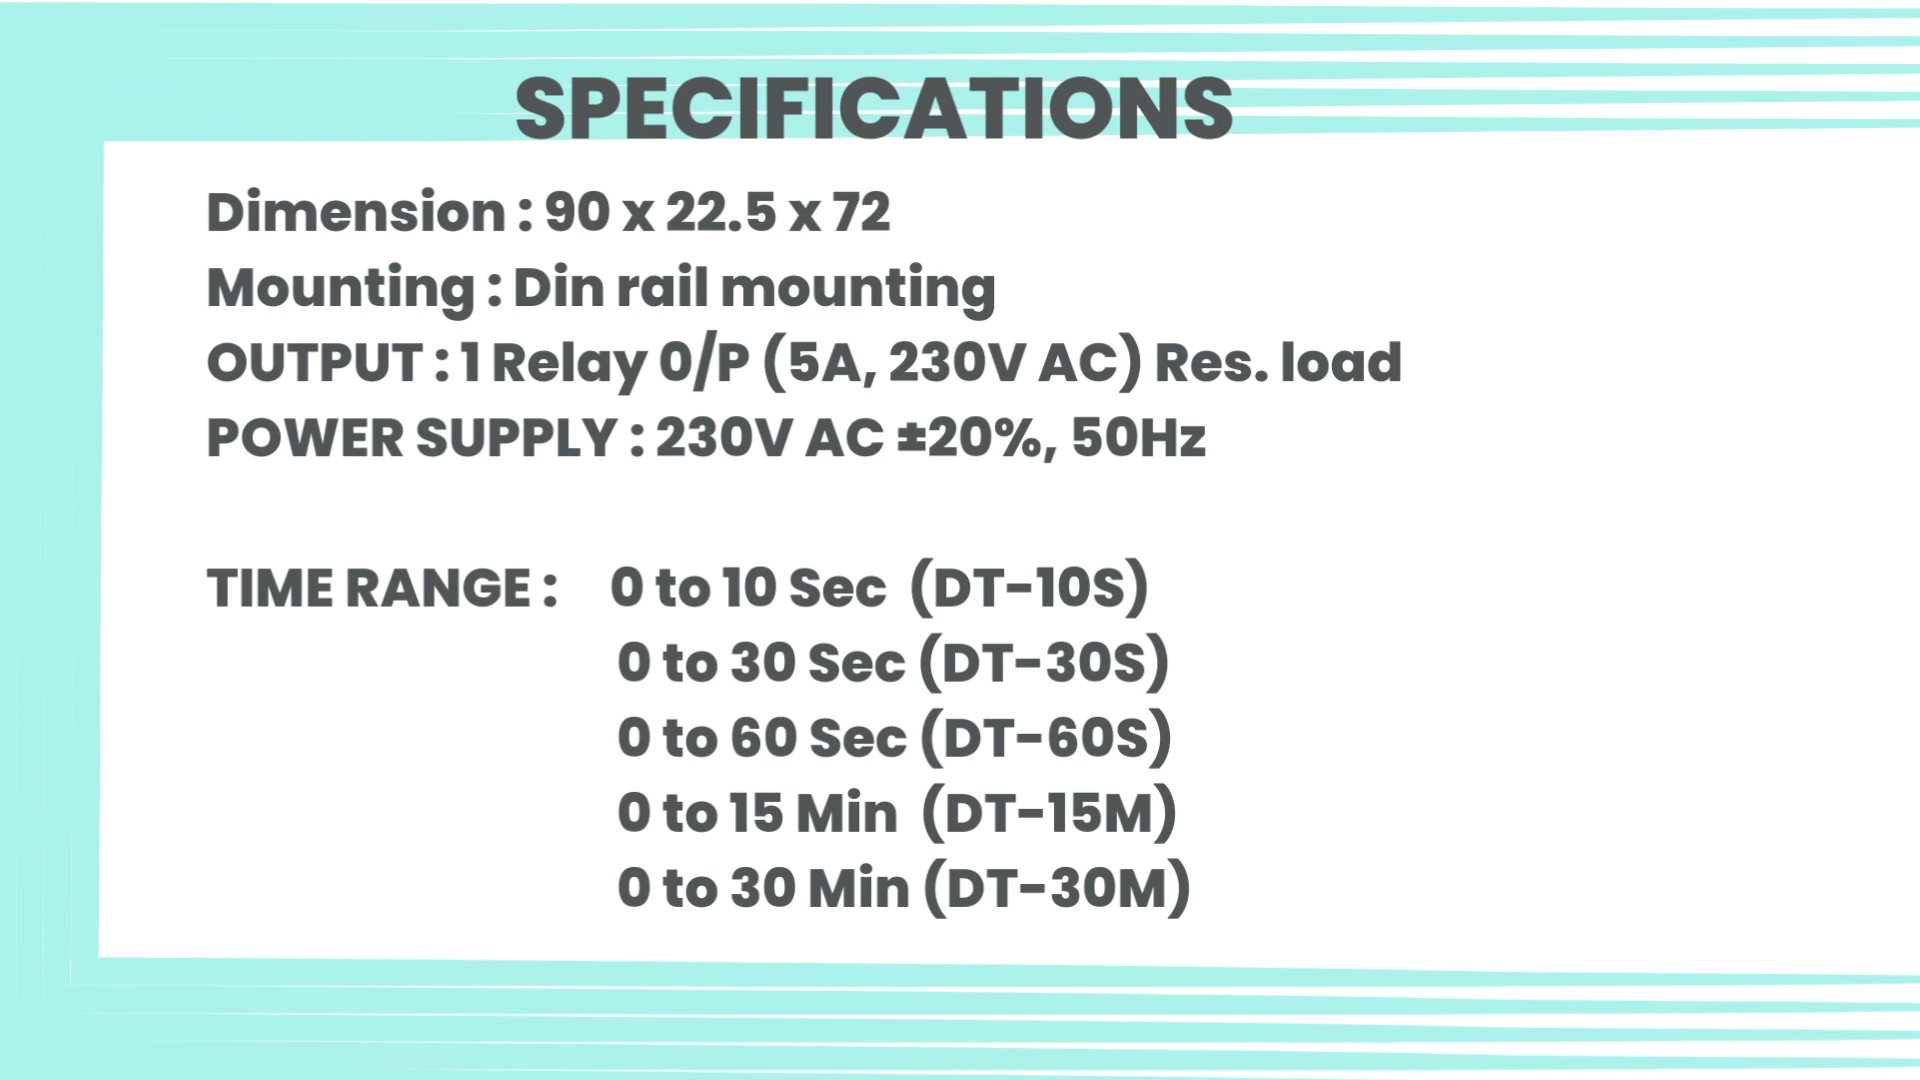 SPECIFICATIONS
Dimension : 90 x 22.5 x 72
Mounting : Din rail mounting
OUTPUT : 1 Relay 0/P (5A, 230V AC) Res. load
POWER SUPPLY : 230V AC ±20%, 50Hz
TIME RANGE : 0 to 10 Sec (DT-10S)
0 to 30 Sec (DT-30S)
0 to 60 Sec (DT-60S)
0 to 15 Min (DT-15M)
0 to 30 Min (DT-30M)